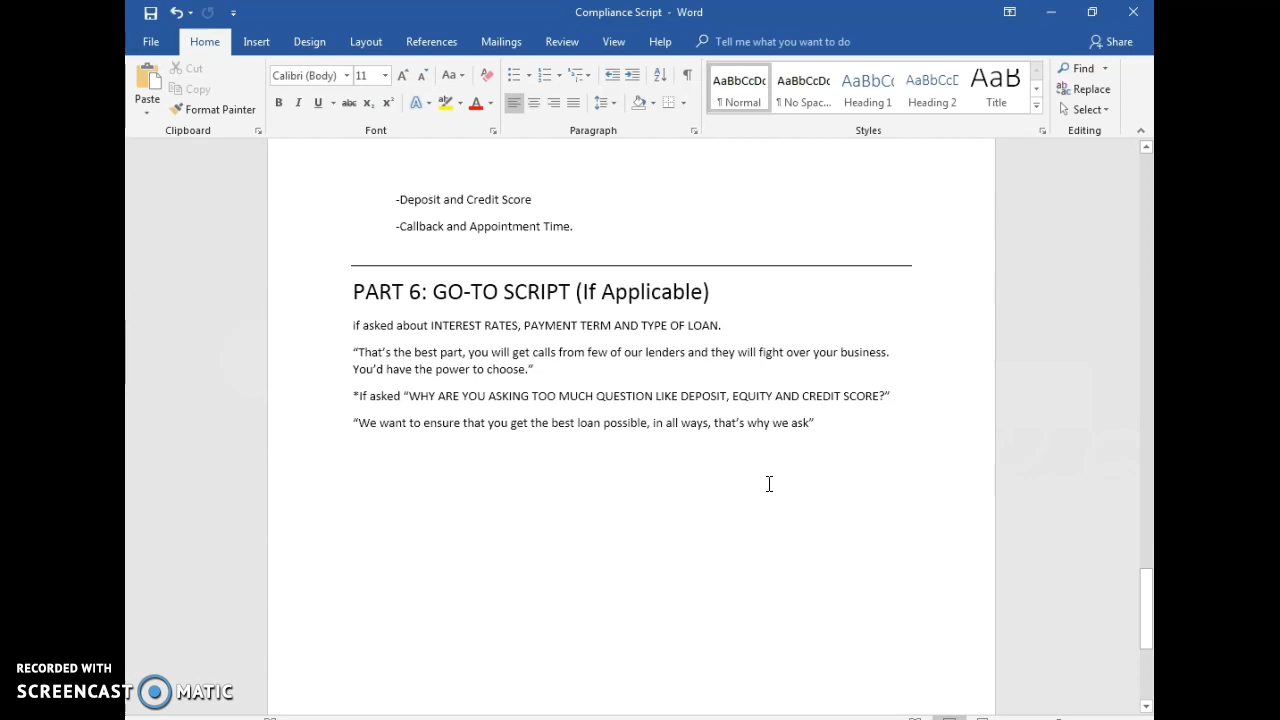 Compliance Script - Word
File Home Insert Design Layout References Mailings Review View Help Tell me what you want to do Share
Cut
Copy
Paste
Format Painter
Clipboard
Calibri (Body) 11
Aa
B I U abc x₂ x² A A
Font
Paragraph
AaBbCcDc AaBbCcDc AaBbCc AaBbCcD AaB
¶ Normal ¶ No Spac... Heading 1 Heading 2 Title
Styles
Find
Replace
Select
Editing
-Deposit and Credit Score
-Callback and Appointment Time.
PART 6: GO-TO SCRIPT (If Applicable)
if asked about INTEREST RATES, PAYMENT TERM AND TYPE OF LOAN.
“That’s the best part, you will get calls from few of our lenders and they will fight over your business.
You’d have the power to choose.”
*If asked “WHY ARE YOU ASKING TOO MUCH QUESTION LIKE DEPOSIT, EQUITY AND CREDIT SCORE?”
“We want to ensure that you get the best loan possible, in all ways, that’s why we ask”
RECORDED WITH
SCREENCAST MATIC